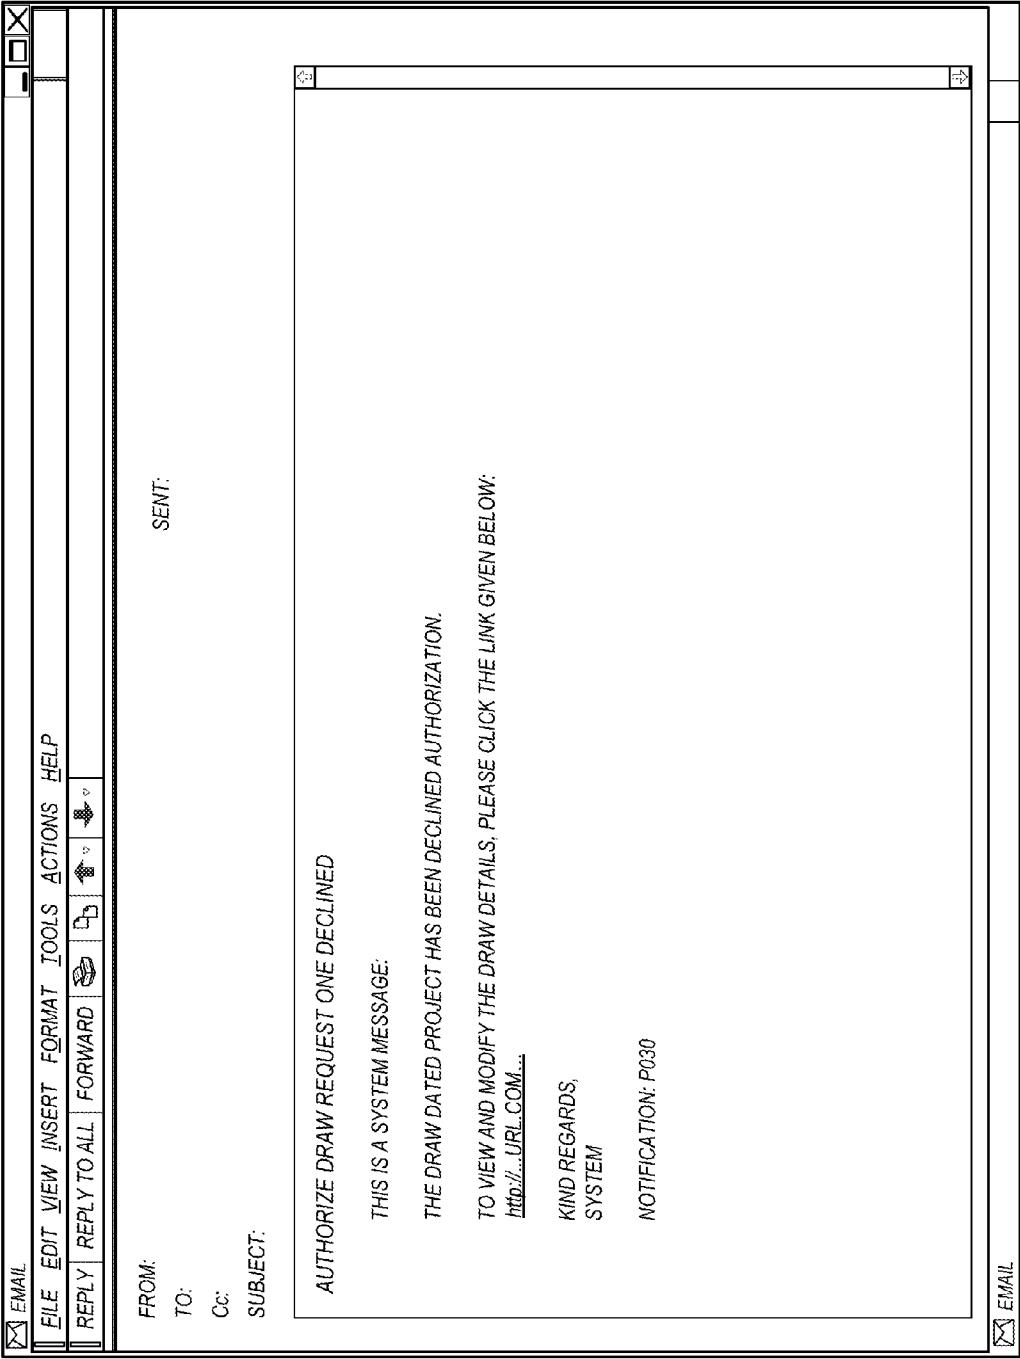 EMAIL
FILE EDIT VIEW INSERT FORMAT TOOLS ACTIONS HELP
REPLY REPLY TO ALL FORWARD
FROM:
SENT:
TO:
Cc:
SUBJECT:
AUTHORIZE DRAW REQUEST ONE DECLINED
THIS IS A SYSTEM MESSAGE:
THE DRAW DATED PROJECT HAS BEEN DECLINED AUTHORIZATION.
TO VIEW AND MODIFY THE DRAW DETAILS, PLEASE CLICK THE LINK GIVEN BELOW:
http://...URL.COM...
KIND REGARDS,
SYSTEM
NOTIFICATION: P030
EMAIL